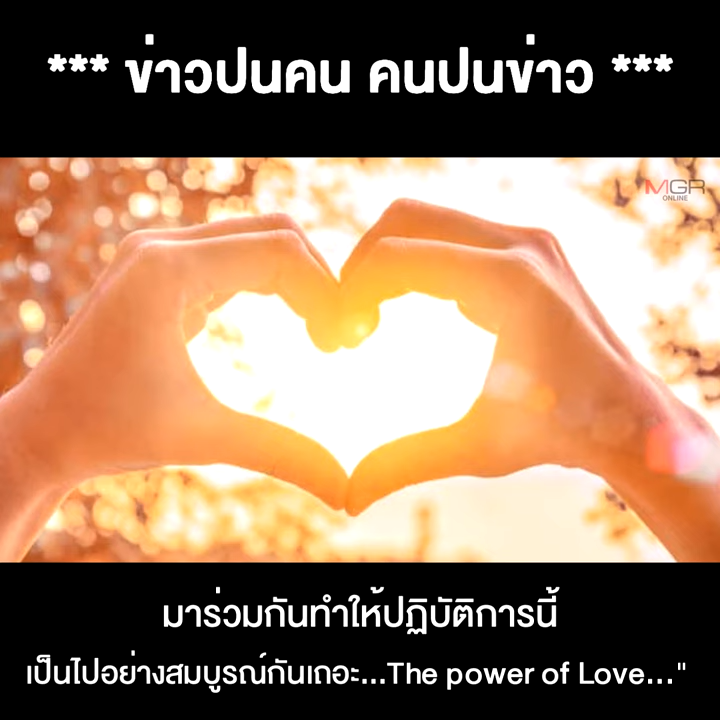 *** ข่าวปนคน คนปนข่าว ***
MGR
ONLINE
มาร่วมกันทำให้ปฏิบัติการนี้
เป็นไปอย่างสมบูรณ์กันเถอะ...The power of Love..."